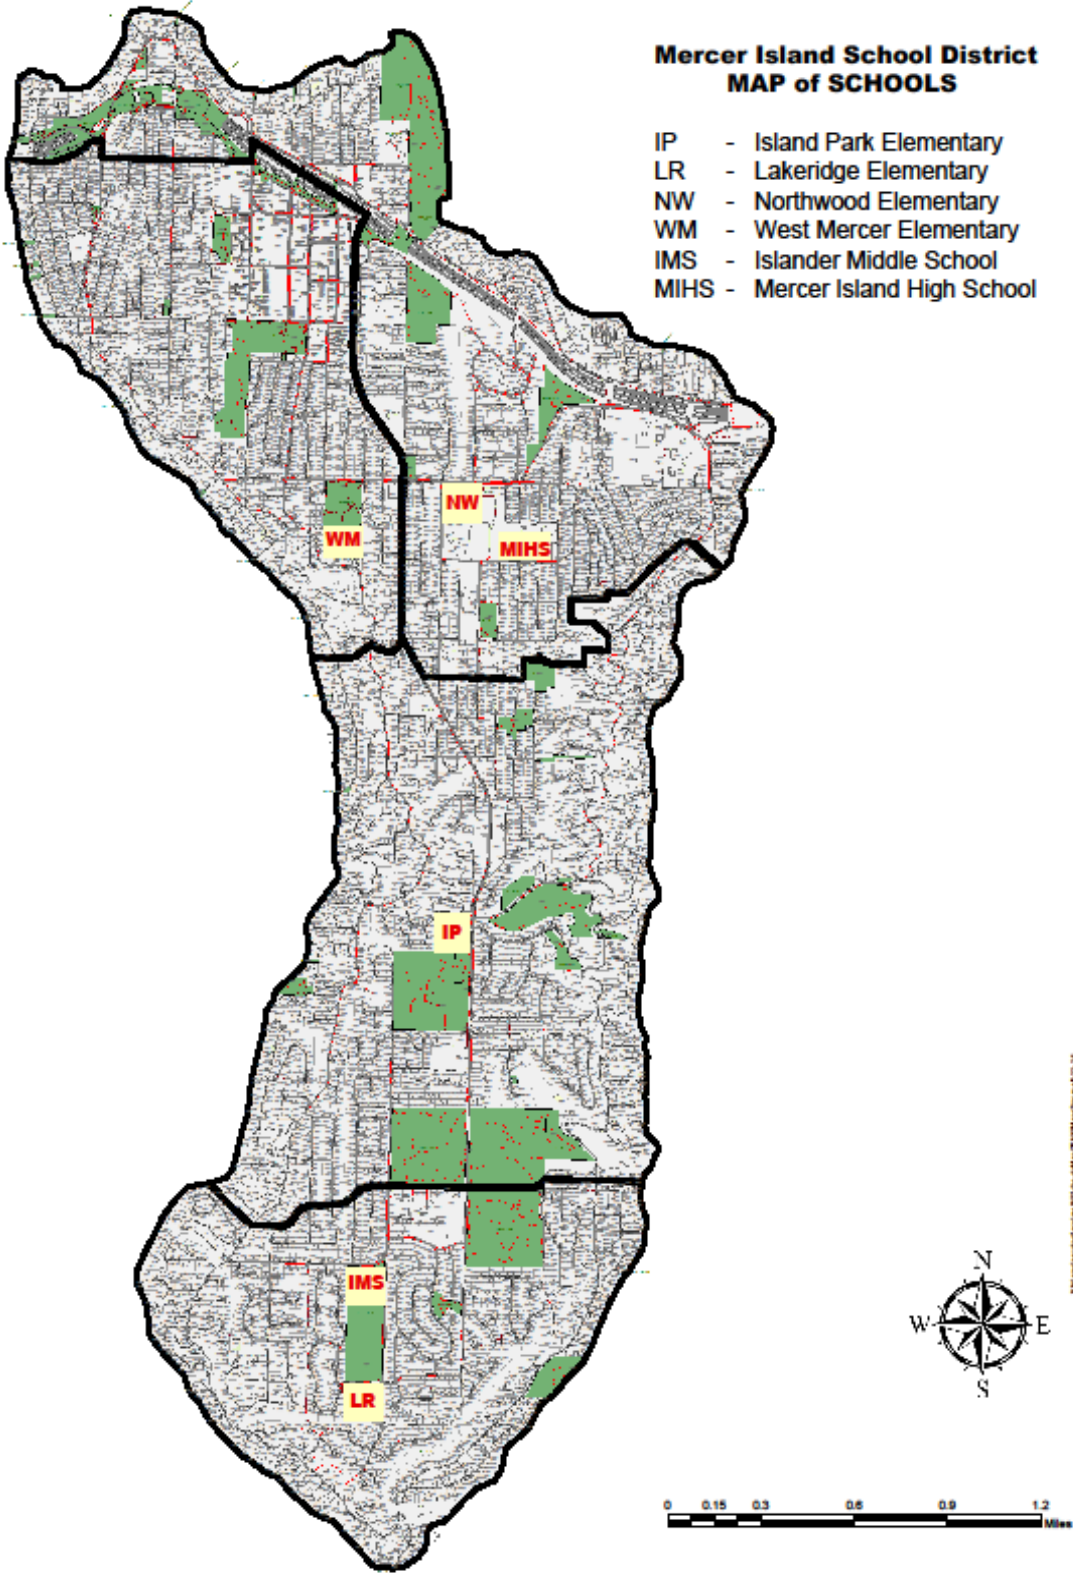 Mercer Island School District
MAP of SCHOOLS
IP - Island Park Elementary
LR - Lakeridge Elementary
NW - Northwood Elementary
WM - West Mercer Elementary
IMS - Islander Middle School
MIHS - Mercer Island High School
NW
WM
MIHS
IP
IMS
LR
N
W E
S
0 0.15 0.3 0.6 0.9 1.2
Miles